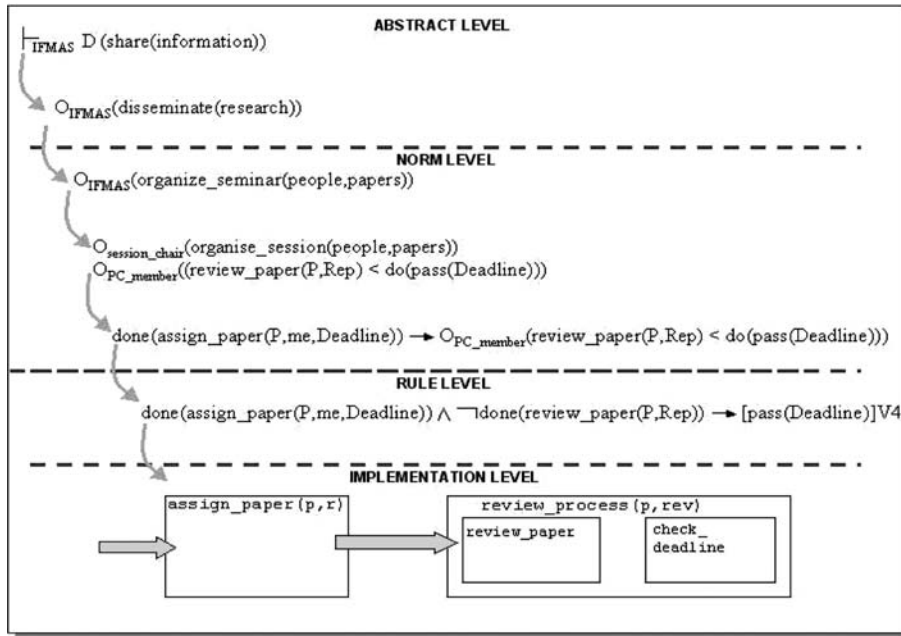 ABSTRACT LEVEL
├IFMAS D (share(information))
OIFMAS(disseminate(research))
NORM LEVEL
OIFMAS(organize_seminar(people,papers))
Osession_chair(organise_session(people,papers))
OPC_member((review_paper(P,Rep) < do(pass(Deadline)))
done(assign_paper(P,me,Deadline)) → OPC_member(review_paper(P,Rep) < do(pass(Deadline)))
RULE LEVEL
done(assign_paper(P,me,Deadline)) ∧ ¬done(review_paper(P,Rep)) → [pass(Deadline)]V4
IMPLEMENTATION LEVEL
assign_paper(p,r)
review_process(p,rev)
review_paper
check_
deadline